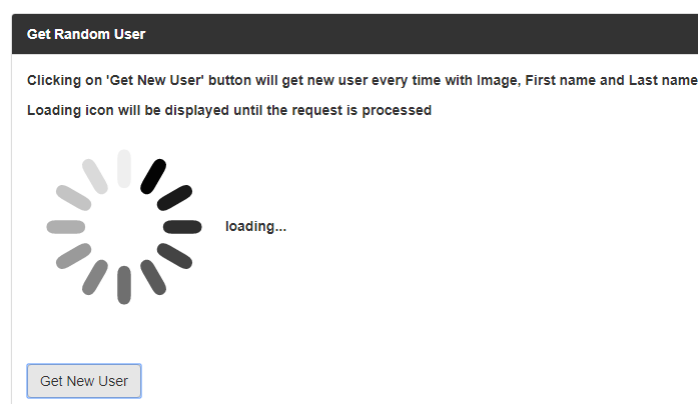 Get Random User
Clicking on 'Get New User' button will get new user every time with Image, First name and Last name
Loading icon will be displayed until the request is processed
loading...
Get New User